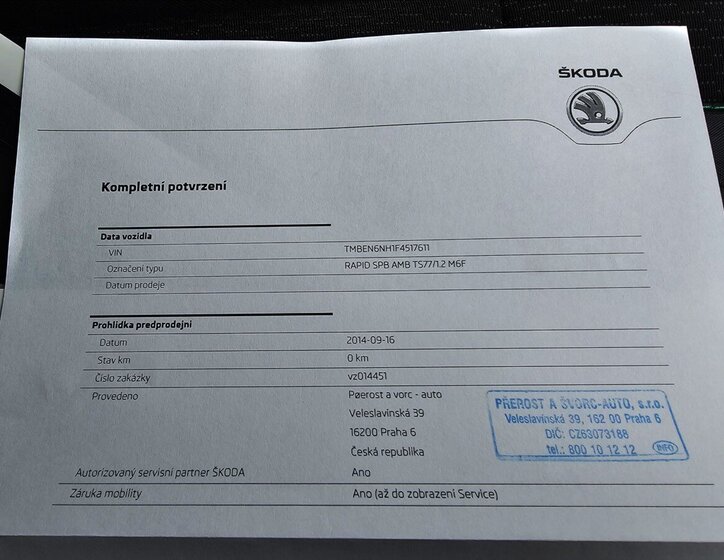 ŠKODA
Kompletní potvrzení
Data vozidla
VIN TMBEN6NH1F4517611
Označení typu RAPID SPB AMB TS77/1.2 M6F
Datum prodeje
Prohlídka predprodejní
Datum 2014-09-16
Stav km 0 km
Číslo zakázky vz014451
Provedeno Pøerost a vorc - auto
Veleslavínská 39
16200 Praha 6
Česká republika
PŘEROST A ŠVORC-AUTO, s.r.o.
Veleslavínská 39, 162 00 Praha 6
DIČ: CZ63073188
tel.: 800 10 12 12 INFO
Autorizovaný servisní partner ŠKODA Ano
Záruka mobility Ano (až do zobrazení Service)